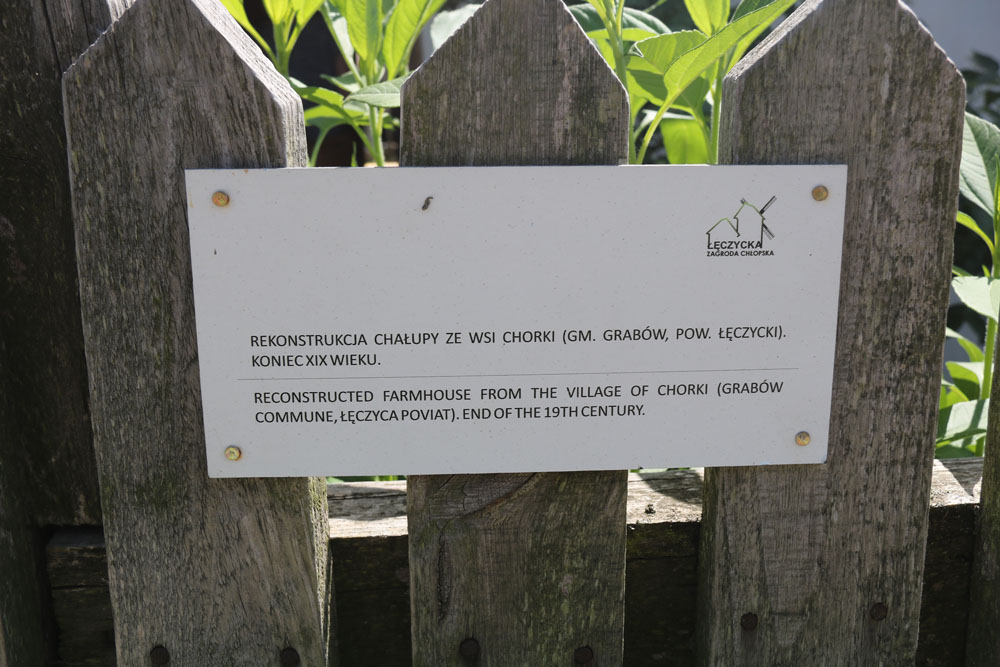 ŁĘCZYCKA
ZAGRODA CHŁOPSKA
REKONSTRUKCJA CHAŁUPY ZE WSI CHORKI (GM. GRABÓW, POW. ŁĘCZYCKI).
KONIEC XIX WIEKU.
RECONSTRUCTED FARMHOUSE FROM THE VILLAGE OF CHORKI (GRABÓW
COMMUNE, ŁĘCZYCA POVIAT). END OF THE 19TH CENTURY.